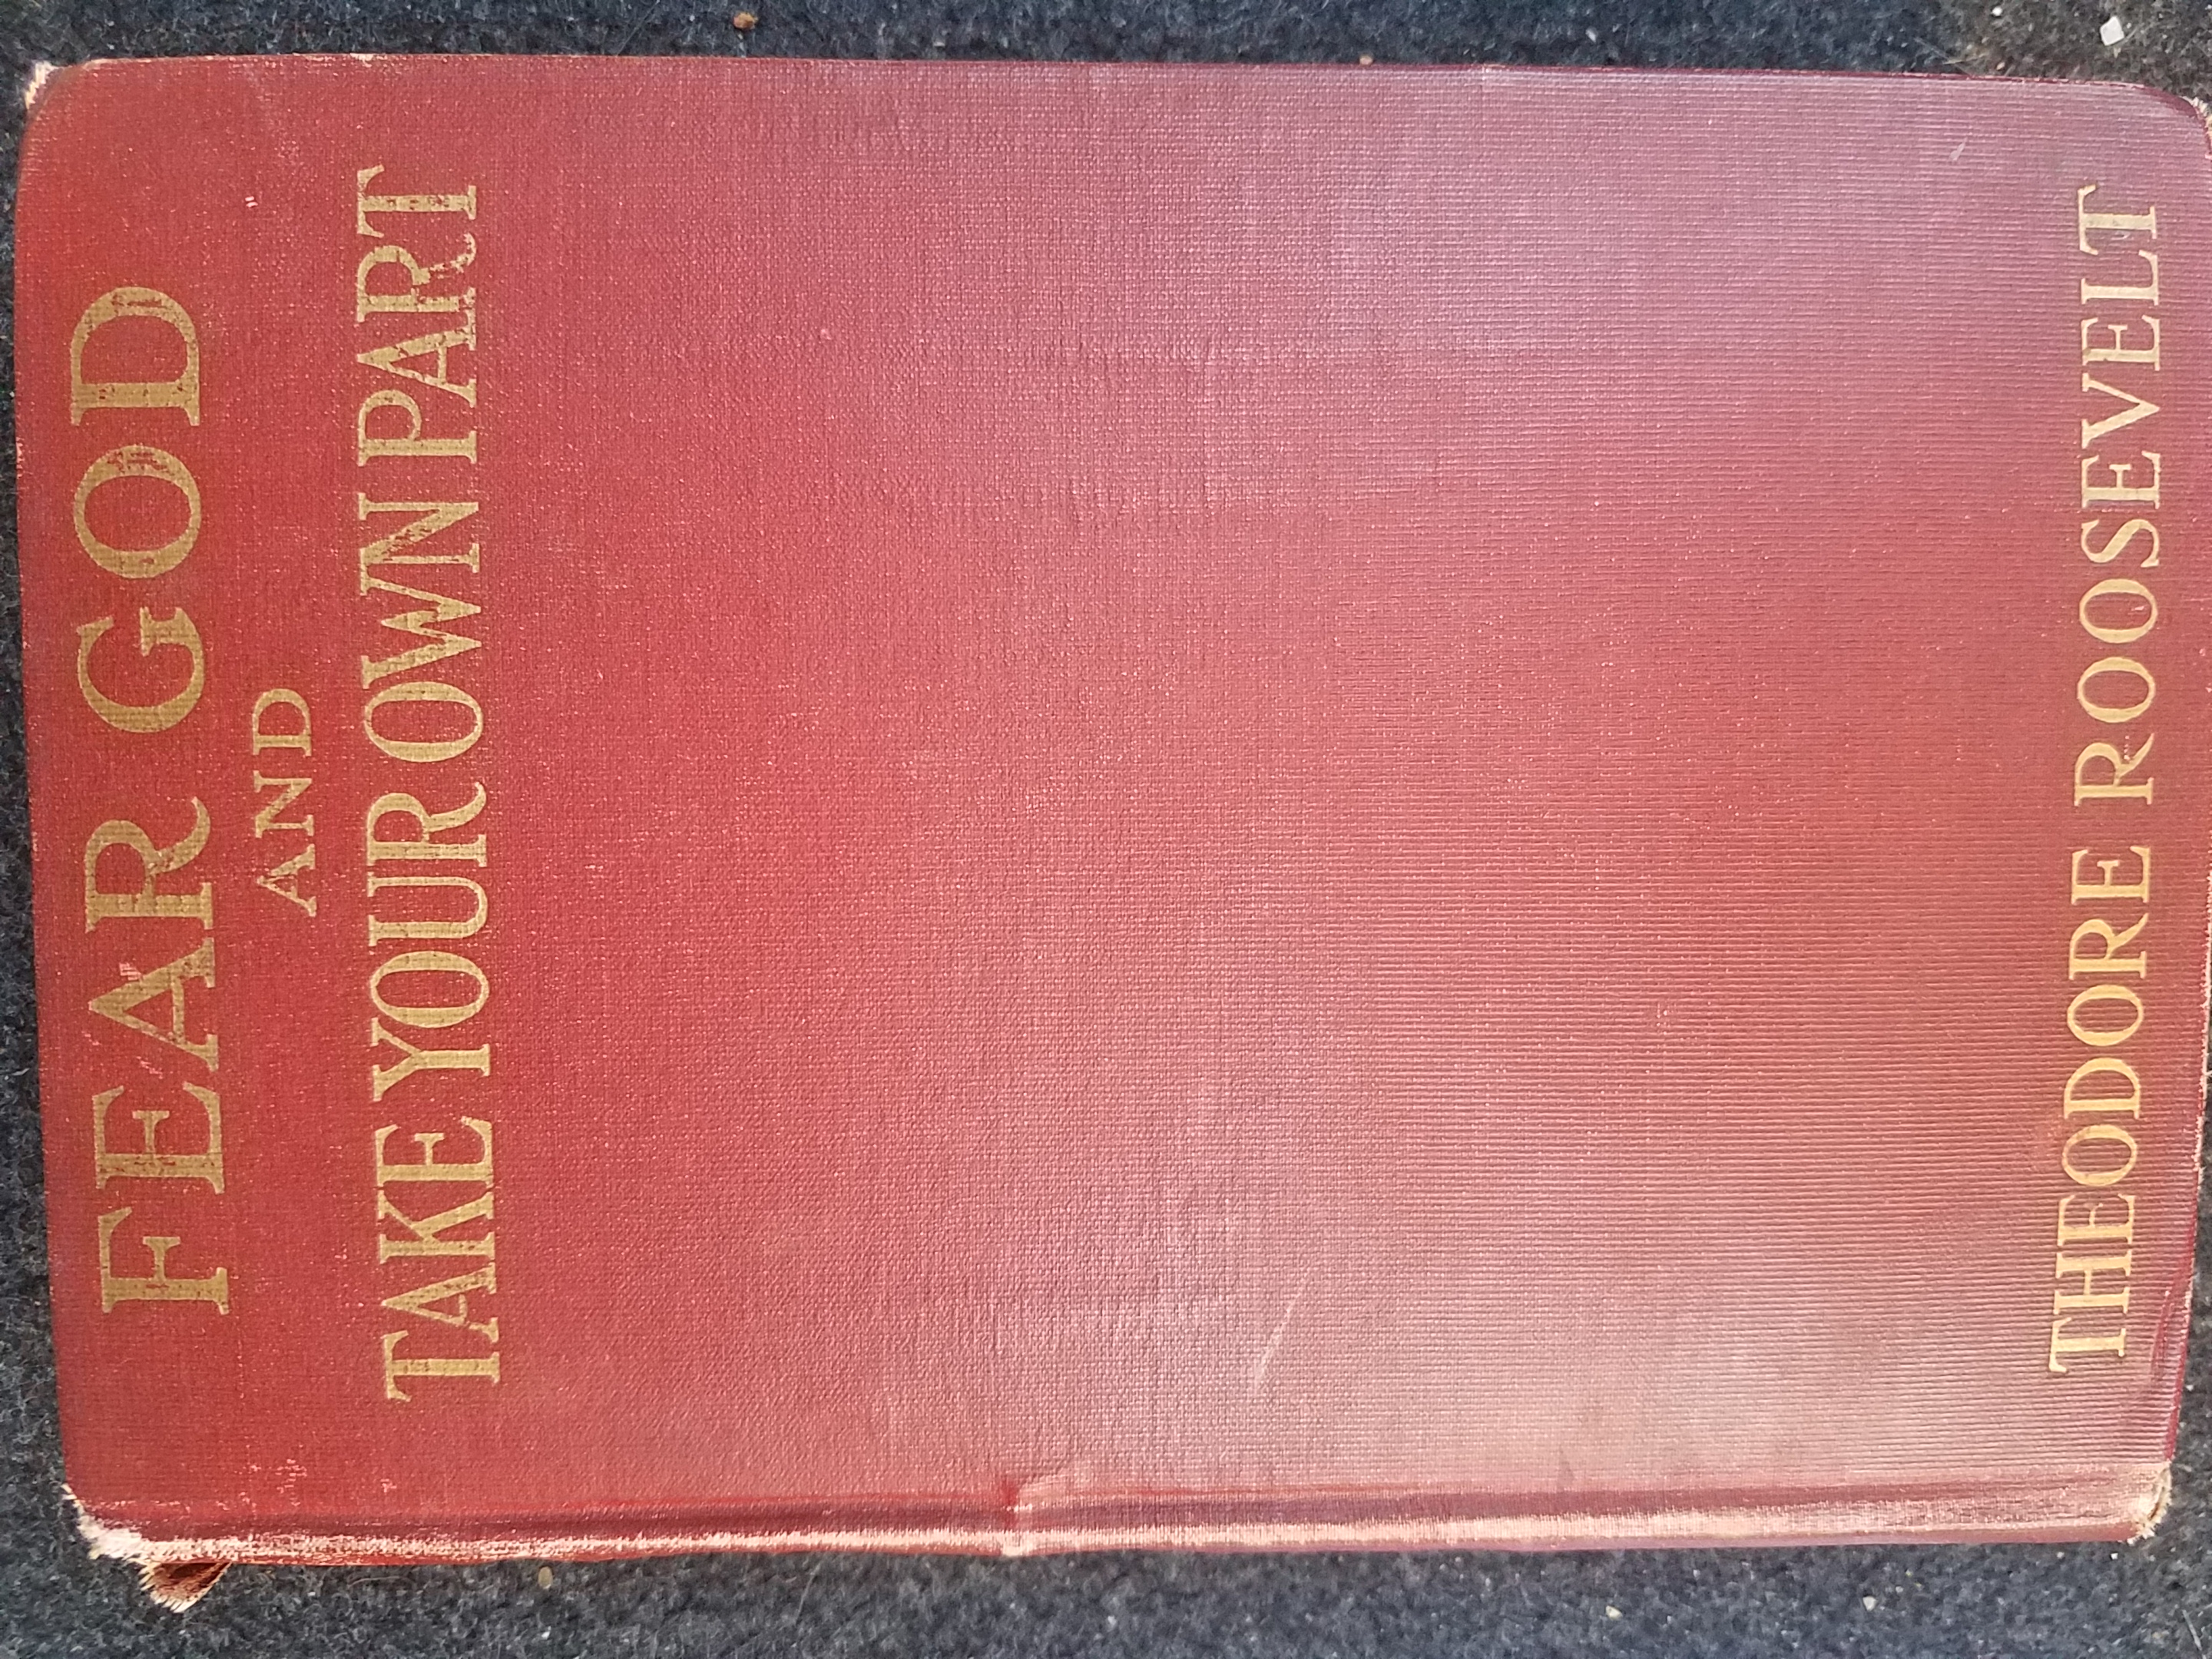 FEAR GOD
AND
TAKE YOUR OWN PART
THEODORE ROOSEVELT